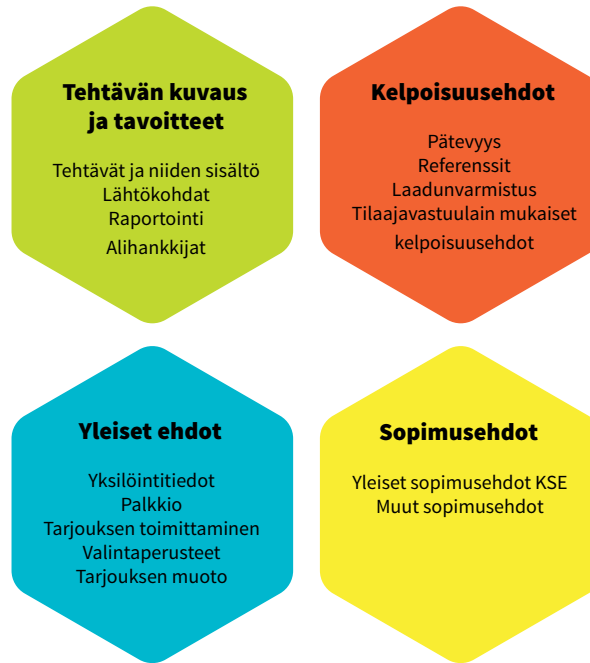 Tehtävän kuvaus
ja tavoitteet
Tehtävät ja niiden sisältö
Lähtökohdat
Raportointi
Alihankkijat
Kelpoisuusehdot
Pätevyys
Referenssit
Laadunvarmistus
Tilaajavastuulain mukaiset
kelpoisuusehdot
Yleiset ehdot
Yksilöintitiedot
Palkkio
Tarjouksen toimittaminen
Valintaperusteet
Tarjouksen muoto
Sopimusehdot
Yleiset sopimusehdot KSE
Muut sopimusehdot